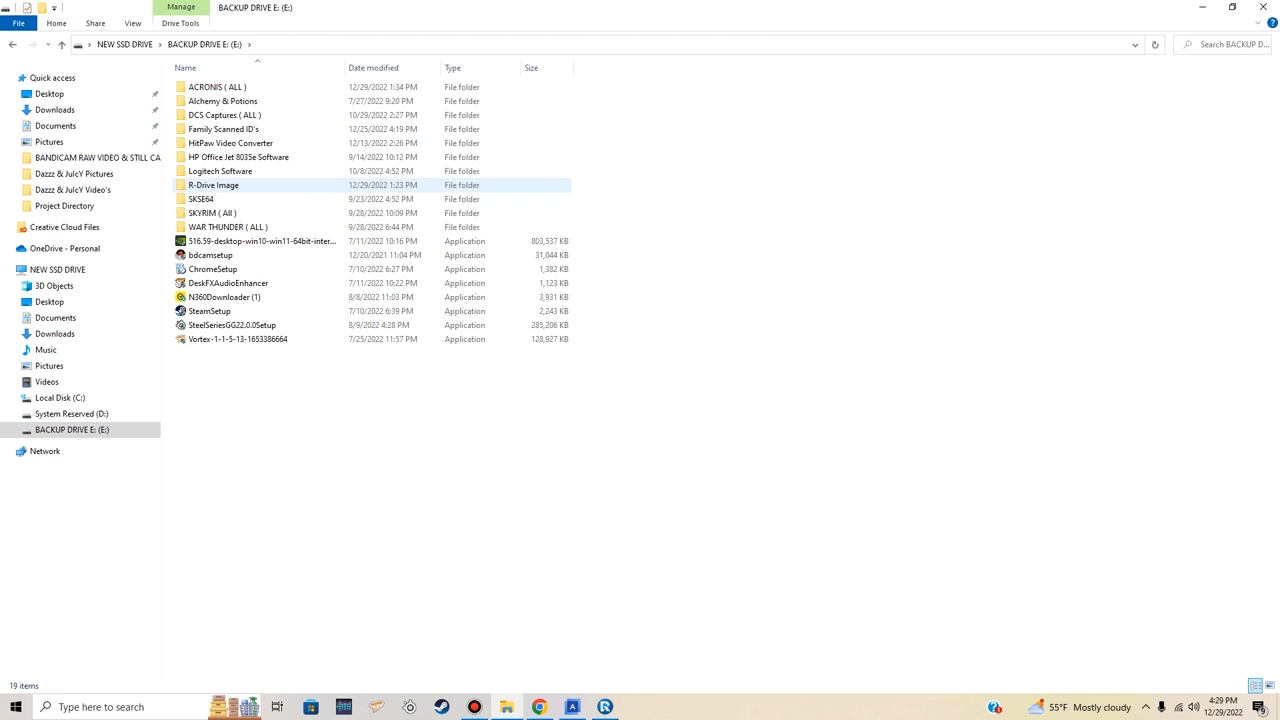 Manage
BACKUP DRIVE E: (E:)
File
Home
Share
View
Drive Tools
NEW SSD DRIVE
BACKUP DRIVE E: (E:)
Search BACKUP D...
Name
Date modified
Type
Size
Quick access
Desktop
Downloads
Documents
Pictures
BANDICAM RAW VIDEO & STILL CA
Dazzz & JuIcY Pictures
Dazzz & JuIcY Video's
Project Directory
Creative Cloud Files
OneDrive - Personal
NEW SSD DRIVE
3D Objects
Desktop
Documents
Downloads
Music
Pictures
Videos
Local Disk (C:)
System Reserved (D:)
BACKUP DRIVE E: (E:)
Network
ACRONIS ( ALL ) 12/29/2022 1:34 PM File folder
Alchemy & Potions 7/27/2022 9:20 PM File folder
DCS Captures ( ALL ) 10/29/2022 2:27 PM File folder
Family Scanned ID's 12/25/2022 4:19 PM File folder
HitPaw Video Converter 12/13/2022 2:26 PM File folder
HP Office Jet 8035e Software 9/14/2022 10:12 PM File folder
Logitech Software 10/8/2022 4:52 PM File folder
R-Drive Image 12/29/2022 1:23 PM File folder
SKSE64 9/23/2022 4:52 PM File folder
SKYRIM ( All ) 9/28/2022 10:09 PM File folder
WAR THUNDER ( ALL ) 9/28/2022 6:44 PM File folder
516.59-desktop-win10-win11-64bit-inter... 7/11/2022 10:16 PM Application 803,537 KB
bdcamsetup 12/20/2021 11:04 PM Application 31,044 KB
ChromeSetup 7/10/2022 6:27 PM Application 1,382 KB
DeskFXAudioEnhancer 7/11/2022 10:22 PM Application 1,123 KB
N360Downloader (1) 8/8/2022 11:03 PM Application 3,931 KB
SteamSetup 7/10/2022 6:39 PM Application 2,243 KB
SteelSeriesGG22.0.0Setup 8/9/2022 4:28 PM Application 285,206 KB
Vortex-1-1-5-13-1653386664 7/25/2022 11:57 PM Application 128,927 KB
19 items
Type here to search
55°F Mostly cloudy
4:29 PM
12/29/2022